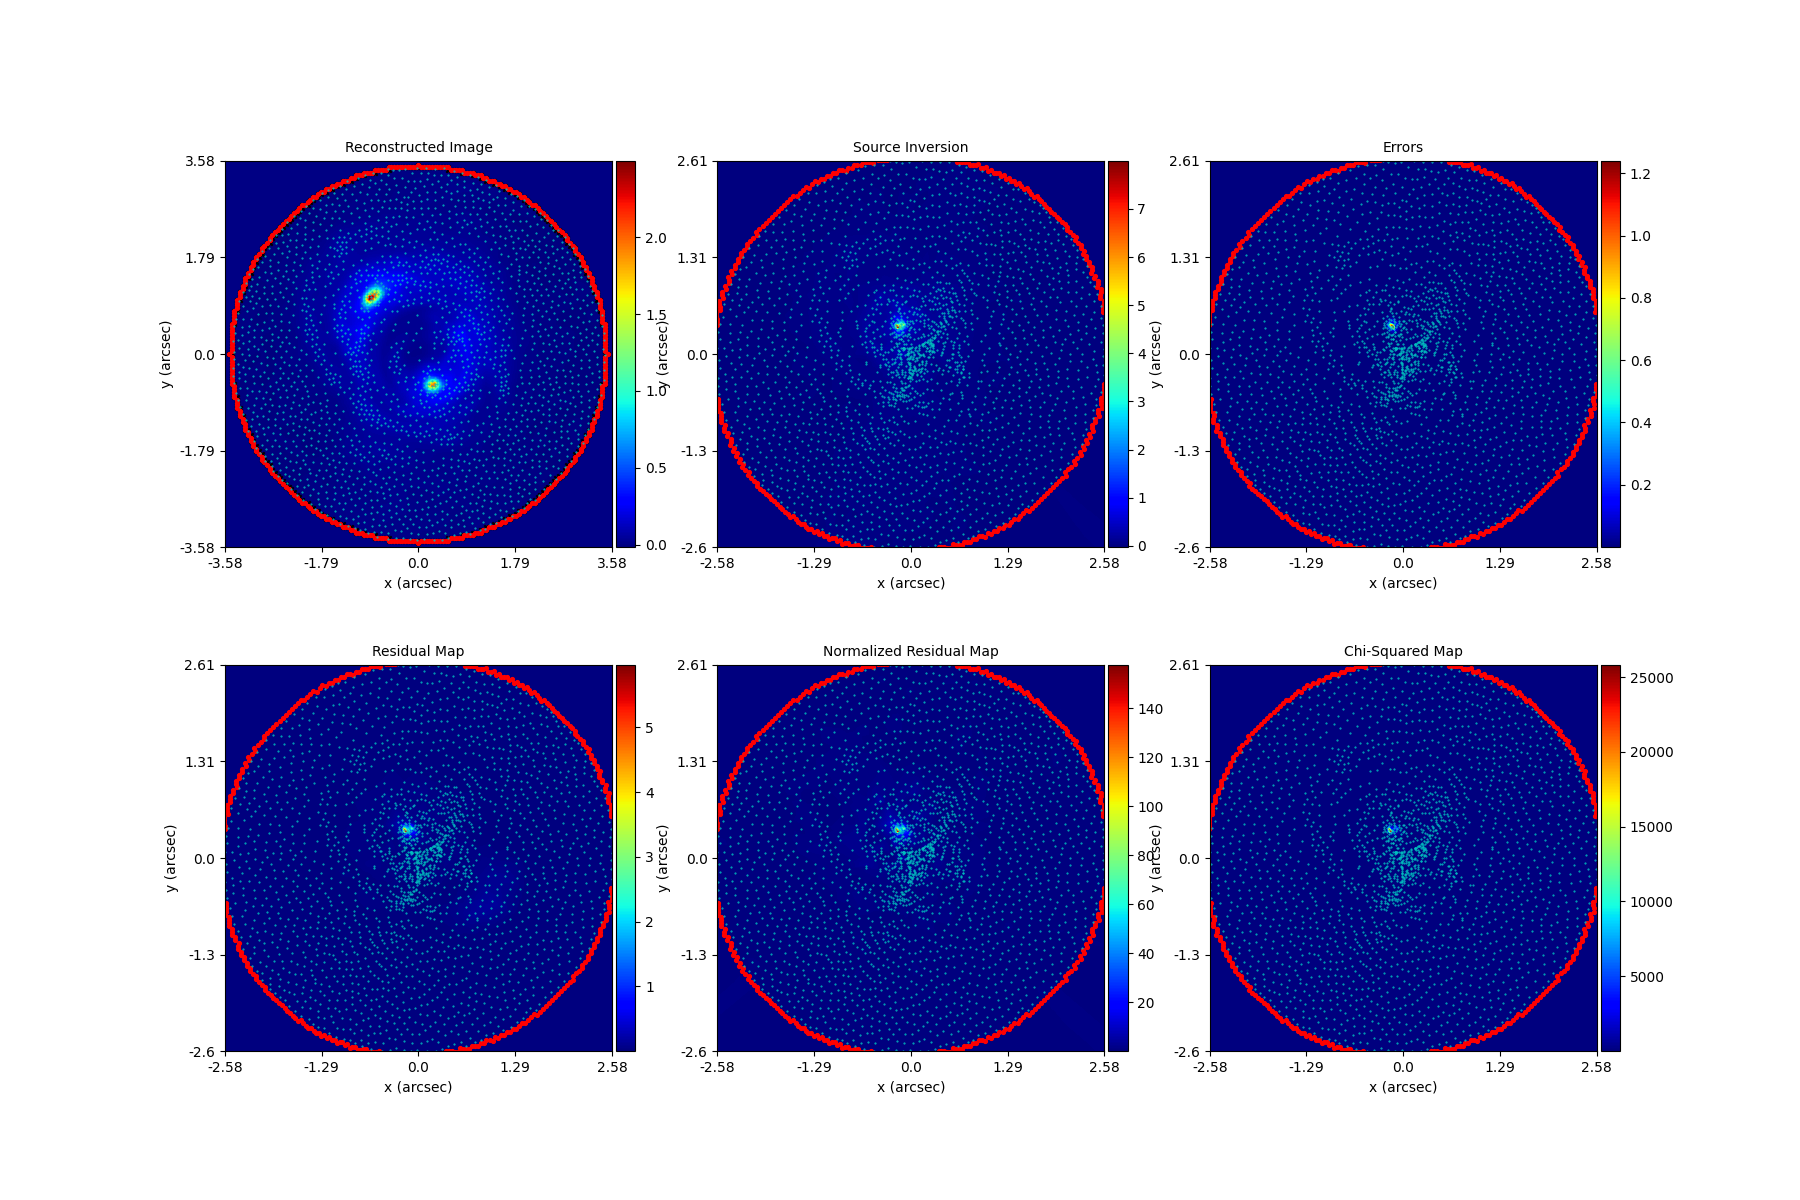 Reconstructed Image
3.58
1.79
0.0
-1.79
-3.58
-3.58 -1.79 0.0 1.79 3.58
x (arcsec)
y (arcsec)
2.0
1.5
1.0
0.5
0.0
Source Inversion
2.61
1.31
0.0
-1.3
-2.6
-2.58 -1.29 0.0 1.29 2.58
x (arcsec)
y (arcsec)
7
6
5
4
3
2
1
0
Errors
2.61
1.31
0.0
-1.3
-2.6
-2.58 -1.29 0.0 1.29 2.58
x (arcsec)
y (arcsec)
1.2
1.0
0.8
0.6
0.4
0.2
Residual Map
2.61
1.31
0.0
-1.3
-2.6
-2.58 -1.29 0.0 1.29 2.58
x (arcsec)
y (arcsec)
5
4
3
2
1
Normalized Residual Map
2.61
1.31
0.0
-1.3
-2.6
-2.58 -1.29 0.0 1.29 2.58
x (arcsec)
y (arcsec)
140
120
100
80
60
40
20
Chi-Squared Map
2.61
1.31
0.0
-1.3
-2.6
-2.58 -1.29 0.0 1.29 2.58
x (arcsec)
y (arcsec)
25000
20000
15000
10000
5000